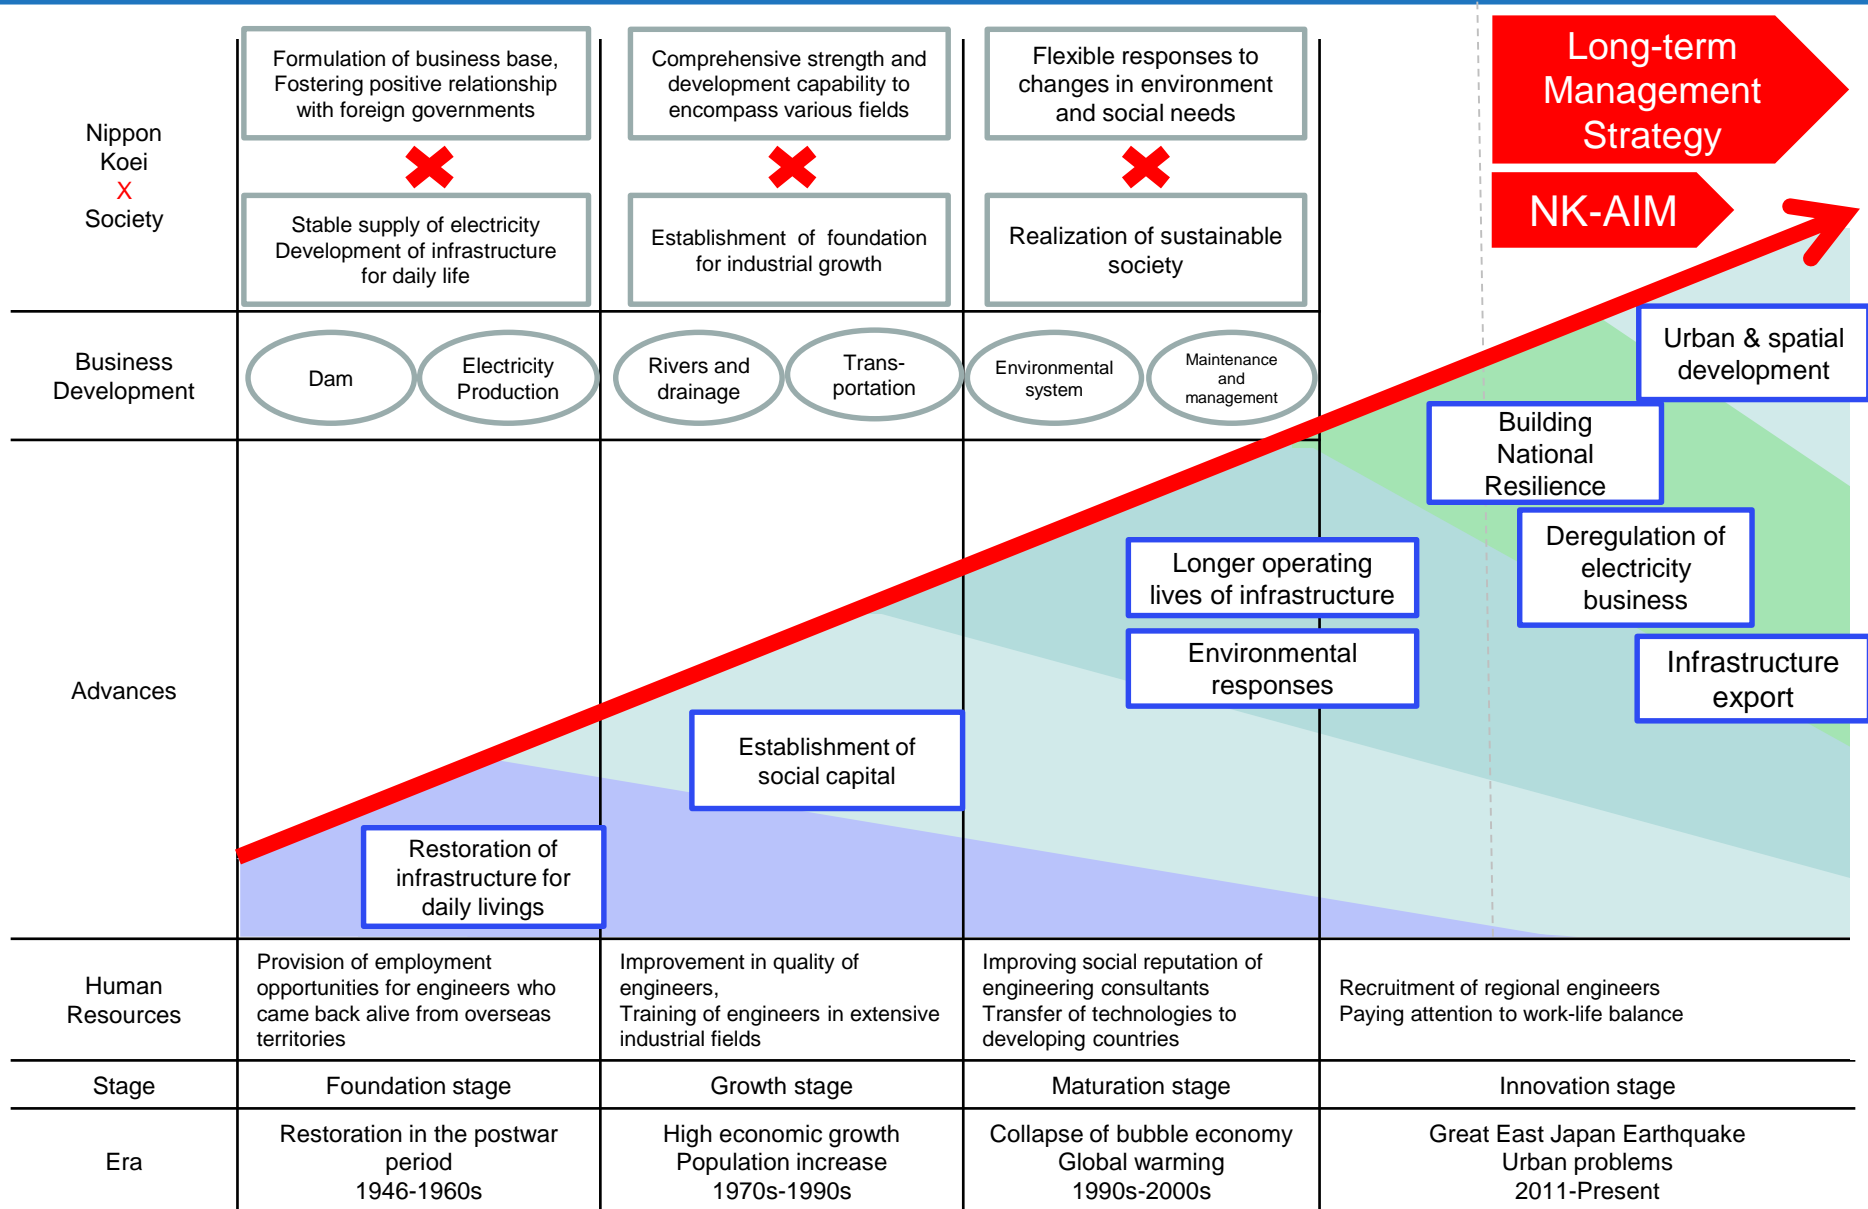 Nippon
Koei
X
Society
Formulation of business base,
Fostering positive relationship
with foreign governments
Stable supply of electricity
Development of infrastructure
for daily life
Comprehensive strength and
development capability to
encompass various fields
Establishment of foundation
for industrial growth
Flexible responses to
changes in environment
and social needs
Realization of sustainable
society
Long-term
Management
Strategy
NK-AIM
Business
Development
Dam
Electricity
Production
Rivers and
drainage
Trans-
portation
Environmental
system
Maintenance
and
management
Advances
Restoration of
infrastructure for
daily livings
Establishment of
social capital
Longer operating
lives of infrastructure
Environmental
responses
Urban & spatial
development
Building
National
Resilience
Deregulation of
electricity
business
Infrastructure
export
Human
Resources
Provision of employment
opportunities for engineers who
came back alive from overseas
territories
Improvement in quality of
engineers,
Training of engineers in extensive
industrial fields
Improving social reputation of
engineering consultants
Transfer of technologies to
developing countries
Recruitment of regional engineers
Paying attention to work-life balance
Stage
Foundation stage
Growth stage
Maturation stage
Innovation stage
Era
Restoration in the postwar
period
1946-1960s
High economic growth
Population increase
1970s-1990s
Collapse of bubble economy
Global warming
1990s-2000s
Great East Japan Earthquake
Urban problems
2011-Present